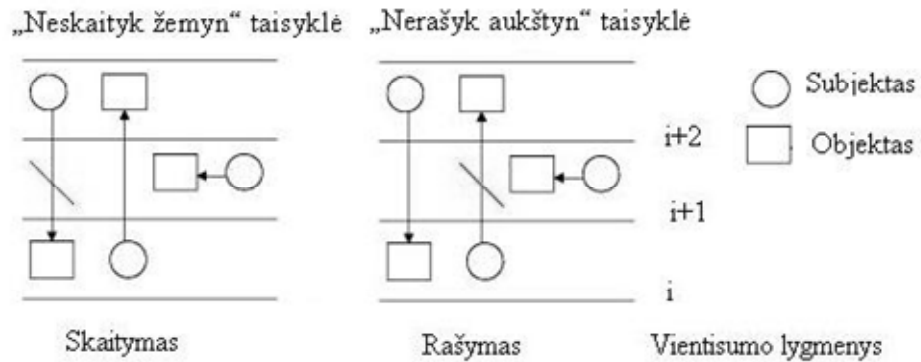 „Neskaityk žemyn“ taisyklė
„Nerašyk aukštyn“ taisyklė
Subjektas
Objektas
i+2
i+1
i
Skaitymas
Rašymas
Vientisumo lygmenys